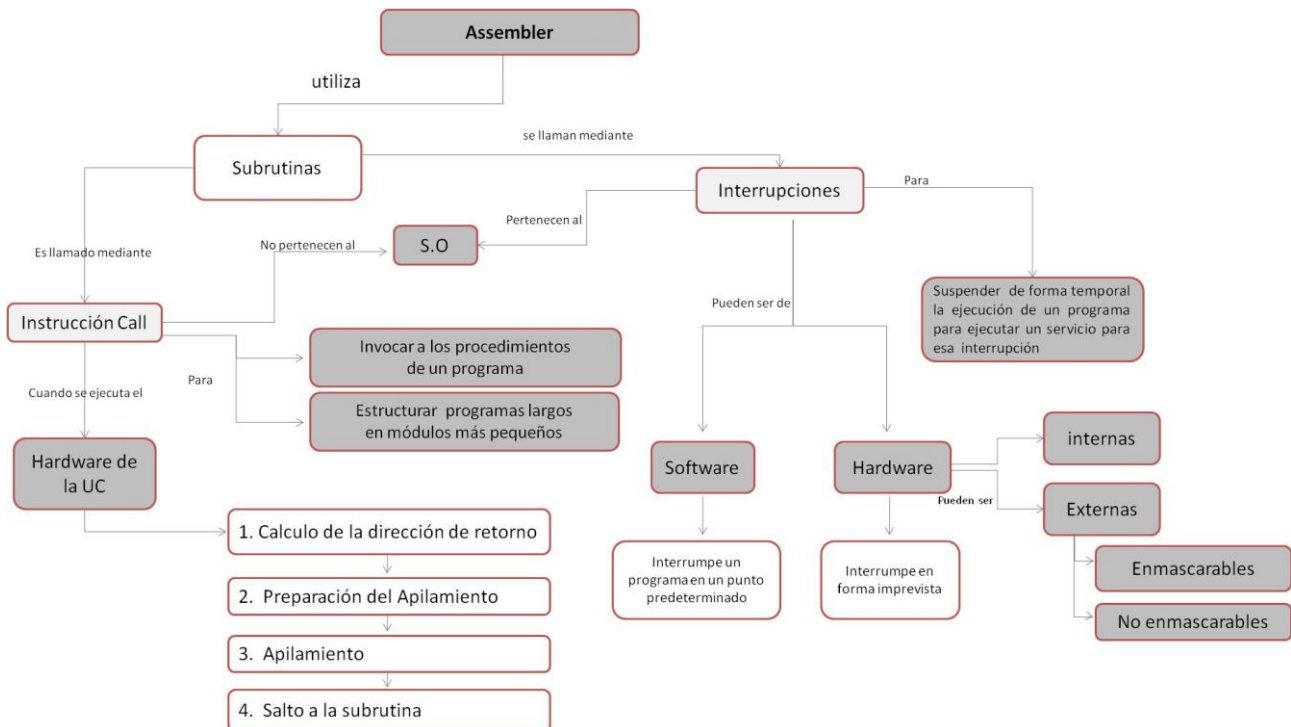 Assembler
utiliza
se llaman mediante
Subrutinas
Interrupciones
Para
Pertenecen al
No pertenecen al
S.O
Es llamado mediante
Pueden ser de
Suspender de forma temporal
la ejecución de un programa
para ejecutar un servicio para
esa interrupción
Instrucción Call
Invocar a los procedimientos
de un programa
Para
Cuando se ejecuta el
Estructurar programas largos
en módulos más pequeños
Hardware de
la UC
Software
Hardware
internas
Pueden ser
Externas
1. Calculo de la dirección de retorno
2. Preparación del Apilamiento
3. Apilamiento
4. Salto a la subrutina
Interrumpe un
programa en un punto
predeterminado
Interrumpe en
forma imprevista
Enmascarables
No enmascarables